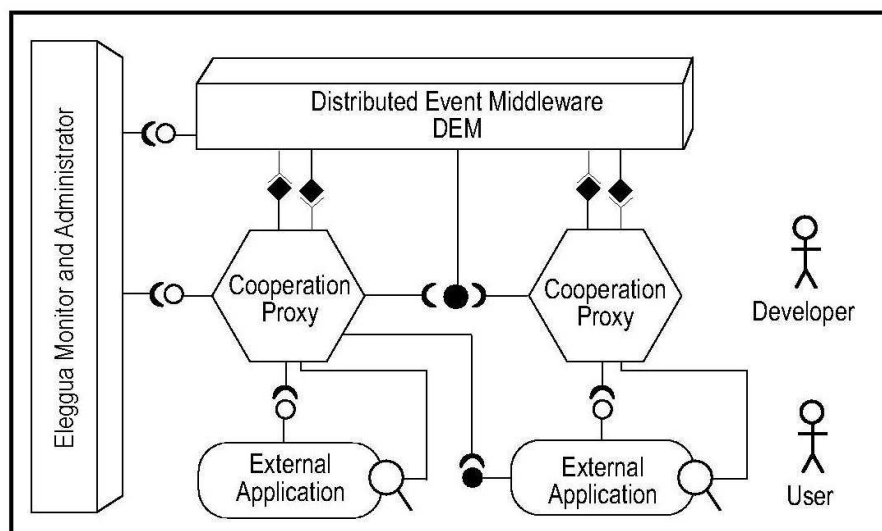 Eleggua Monitor and Administrator
Distributed Event Middleware
DEM
Cooperation
Proxy
Cooperation
Proxy
Developer
External
Application
External
Application
User